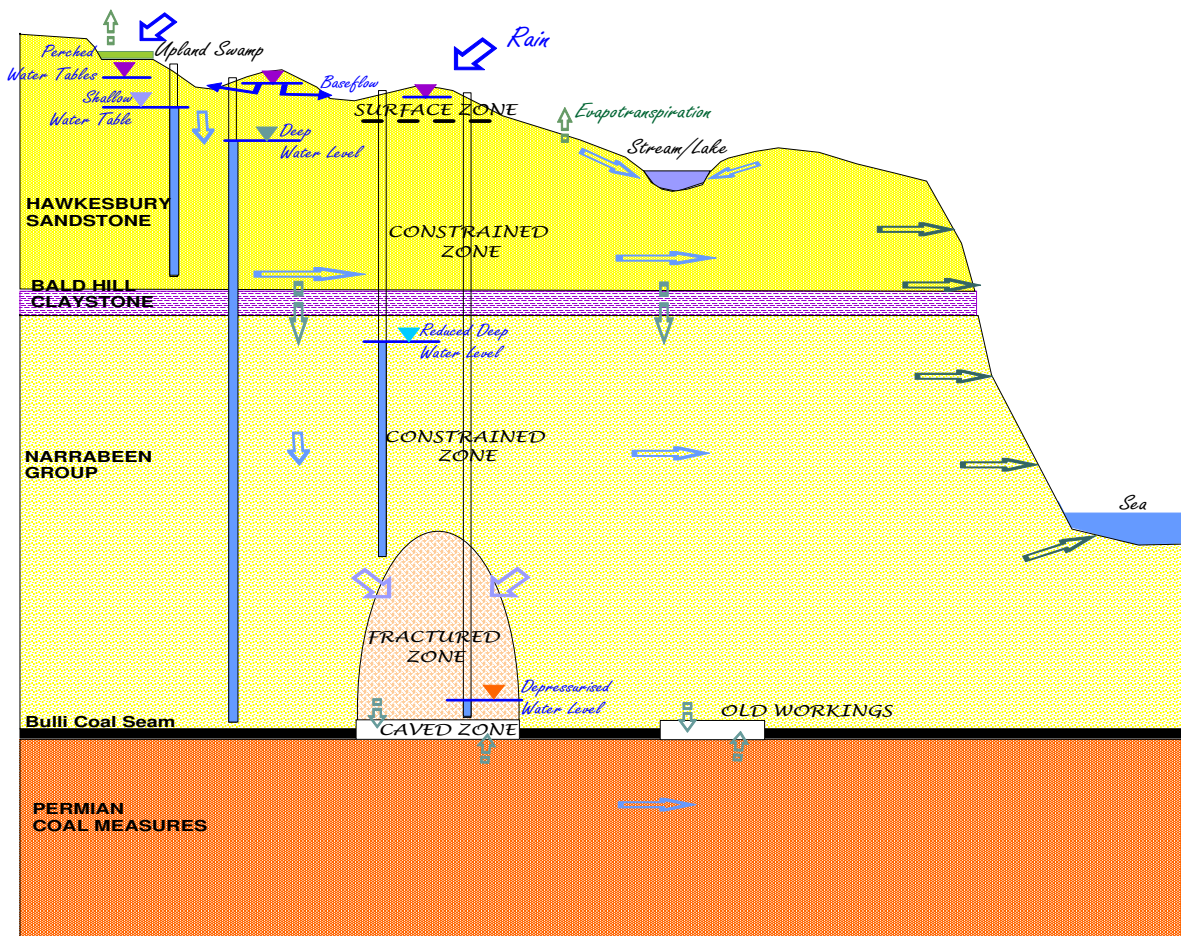 Rain
Perched
Water Tables
Upland Swamp
Baseflow
Shallow
Water Table
SURFACE ZONE
Evapotranspiration
Deep
Water Level
Stream/Lake
HAWKESBURY
SANDSTONE
CONSTRAINED
ZONE
BALD HILL
CLAYSTONE
Reduced Deep
Water Level
CONSTRAINED
ZONE
NARRABEEN
GROUP
Sea
FRACTURED
ZONE
Depressurised
Water Level
Bulli Coal Seam
OLD WORKINGS
CAVED ZONE
PERMIAN
COAL MEASURES